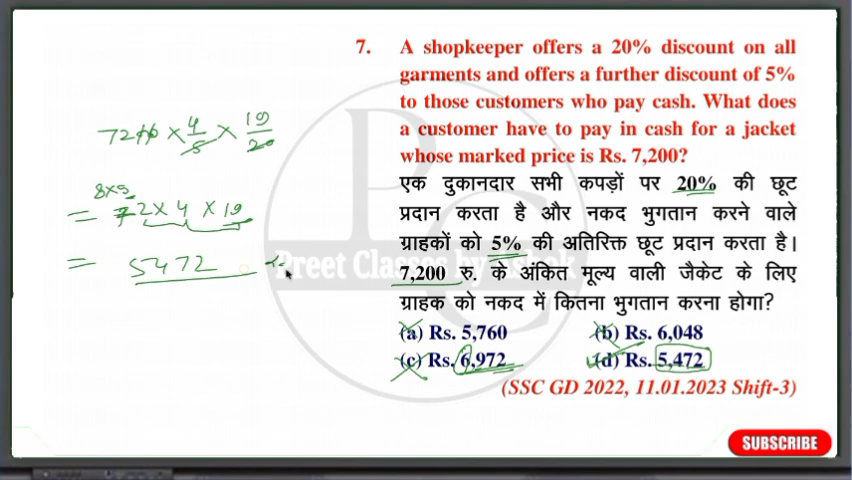 7. A shopkeeper offers a 20% discount on all
garments and offers a further discount of 5%
to those customers who pay cash. What does
a customer have to pay in cash for a jacket
whose marked price is Rs. 7,200?
एक दुकानदार सभी कपड़ों पर 20% की छूट
प्रदान करता है और नकद भुगतान करने वाले
ग्राहकों को 5% की अतिरिक्त छूट प्रदान करता है।
7,200 रु. के अंकित मूल्य वाली जैकेट के लिए
ग्राहक को नकद में कितना भुगतान करना होगा?
(a) Rs. 5,760 (b) Rs. 6,048
(c) Rs. 6,972 (d) Rs. 5,472
(SSC GD 2022, 11.01.2023 Shift-3)
7200 × 4/5 × 19/20
8×9
= 72 × 4 × 19
= 5472
Preet Classes by Ashok
SUBSCRIBE